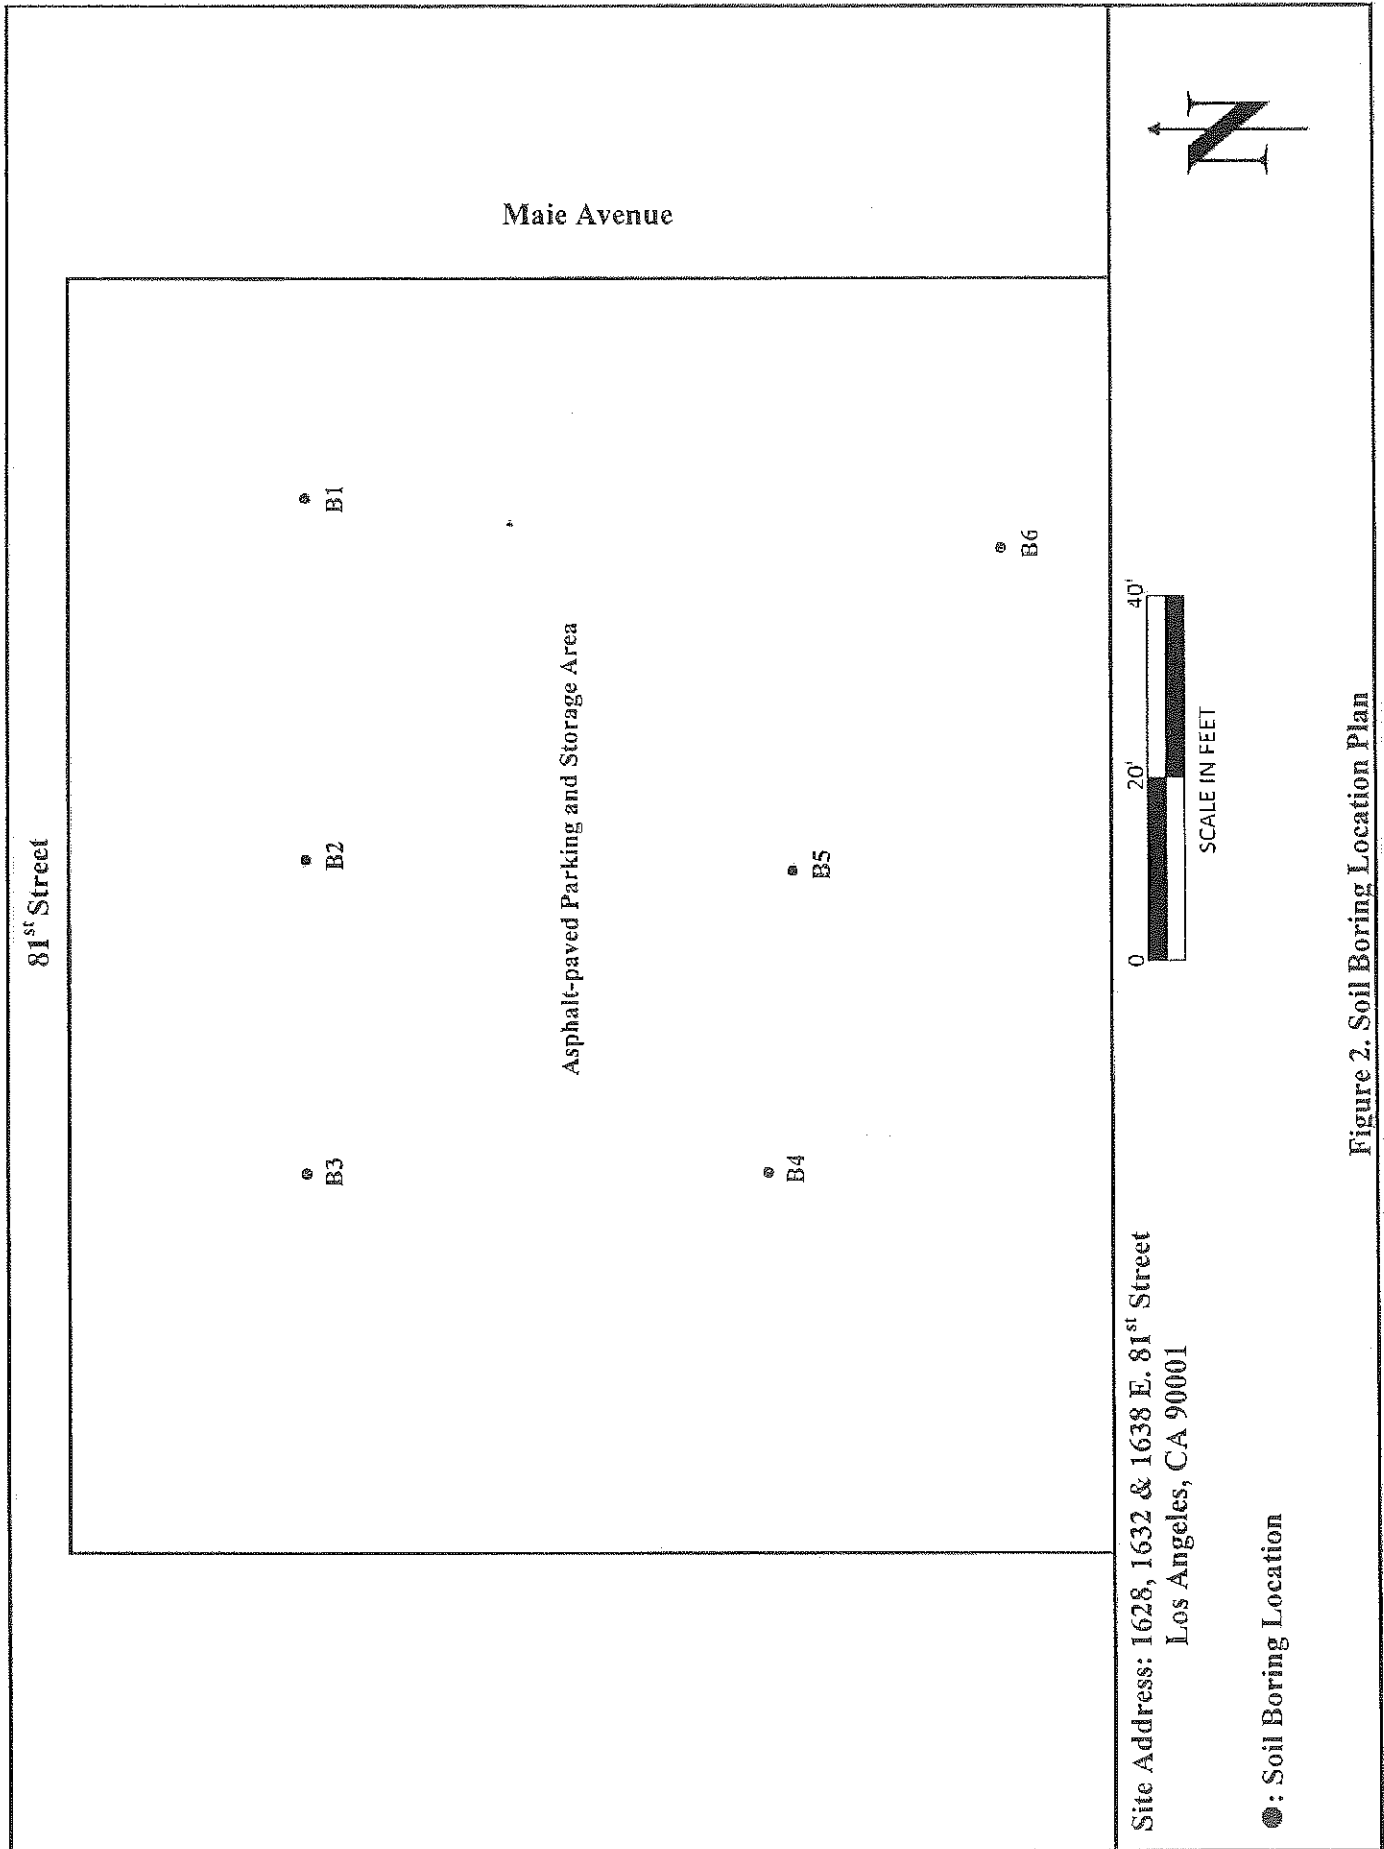 81st Street
Maie Avenue
B3
B2
B1
Asphalt-paved Parking and Storage Area
B4
B5
B6
Site Address: 1628, 1632 & 1638 E. 81st Street
Los Angeles, CA 90001
0 20' 40'
SCALE IN FEET
N
●: Soil Boring Location
Figure 2. Soil Boring Location Plan